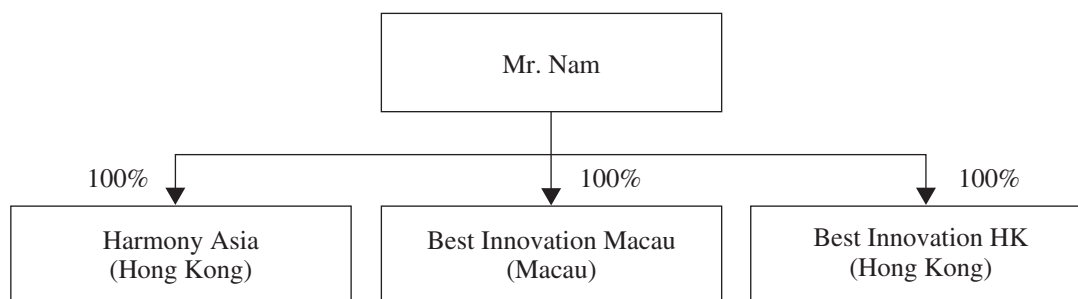 Mr. Nam
100%
100%
100%
Harmony Asia
(Hong Kong)
Best Innovation Macau
(Macau)
Best Innovation HK
(Hong Kong)